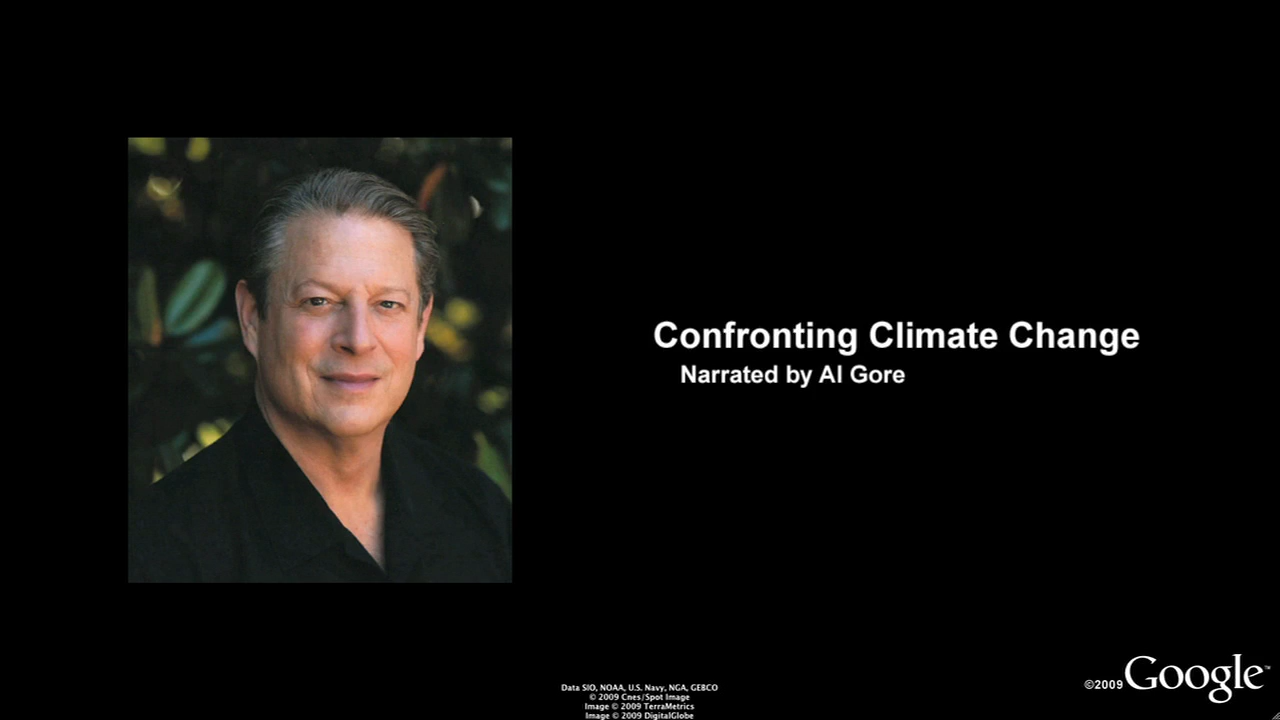 Confronting Climate Change
Narrated by Al Gore
Data SIO, NOAA, U.S. Navy, NGA, GEBCO
© 2009 Cnes/Spot Image
Image © 2009 TerraMetrics
Image © 2009 DigitalGlobe
©2009 Google™